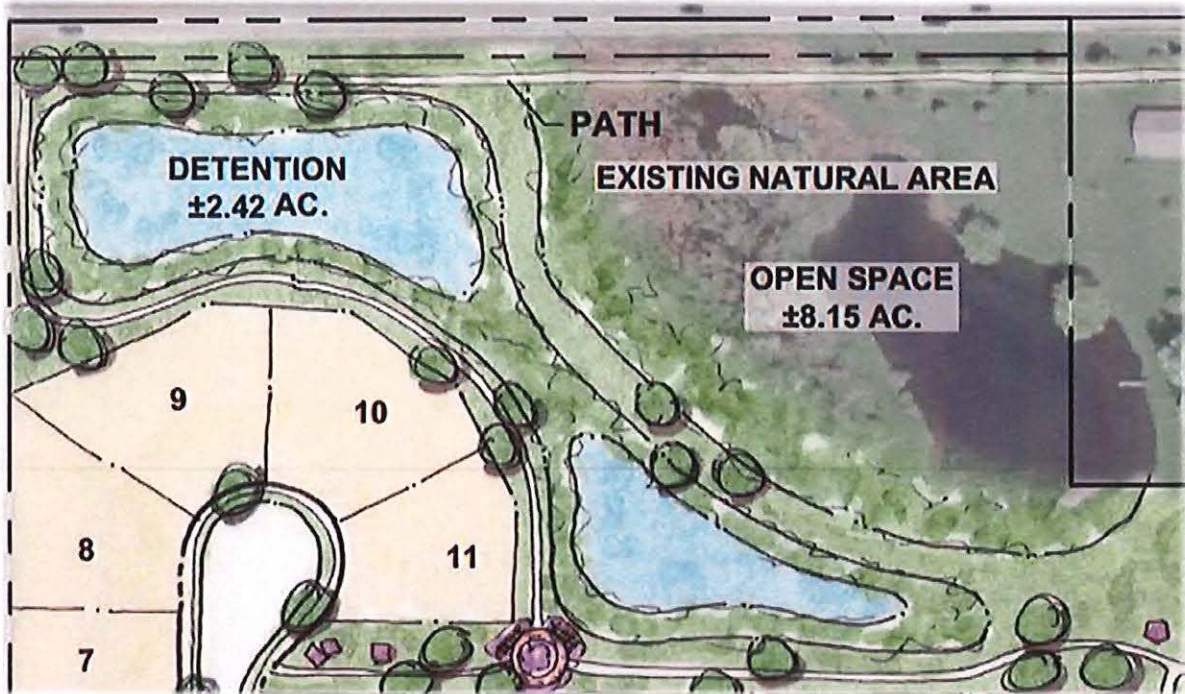 PATH
DETENTION
±2.42 AC.
EXISTING NATURAL AREA
OPEN SPACE
±8.15 AC.
9
10
8
11
7